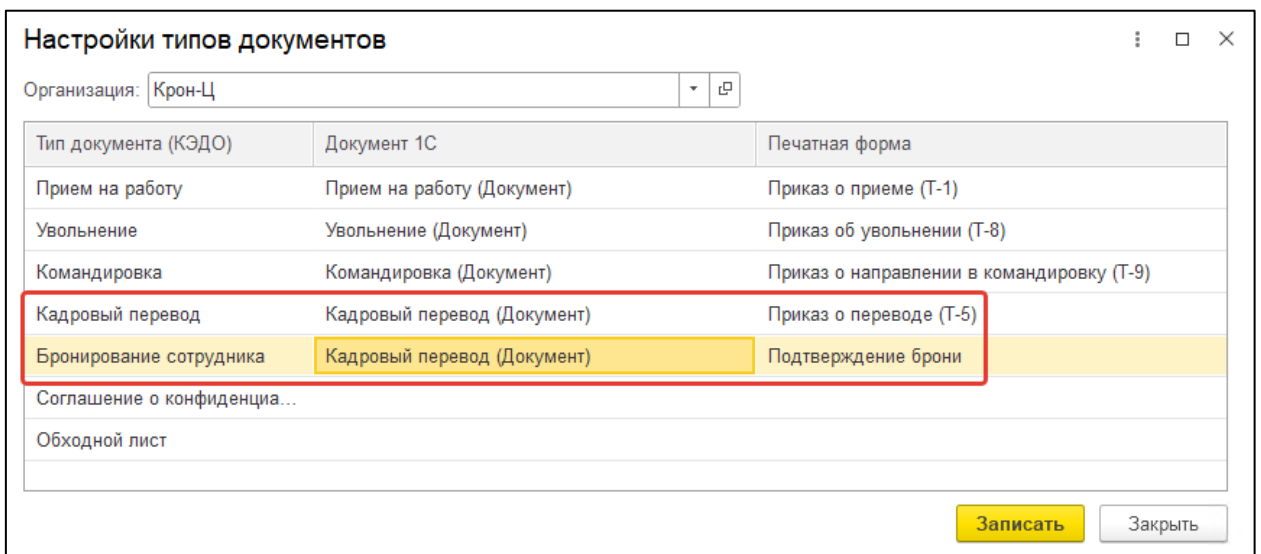 Настройки типов документов
Организация: Крон-Ц
Тип документа (КЭДО) Документ 1С Печатная форма
Прием на работу Прием на работу (Документ) Приказ о приеме (Т-1)
Увольнение Увольнение (Документ) Приказ об увольнении (Т-8)
Командировка Командировка (Документ) Приказ о направлении в командировку (Т-9)
Кадровый перевод Кадровый перевод (Документ) Приказ о переводе (Т-5)
Бронирование сотрудника Кадровый перевод (Документ) Подтверждение брони
Соглашение о конфиденциа...
Обходной лист
Записать Закрыть